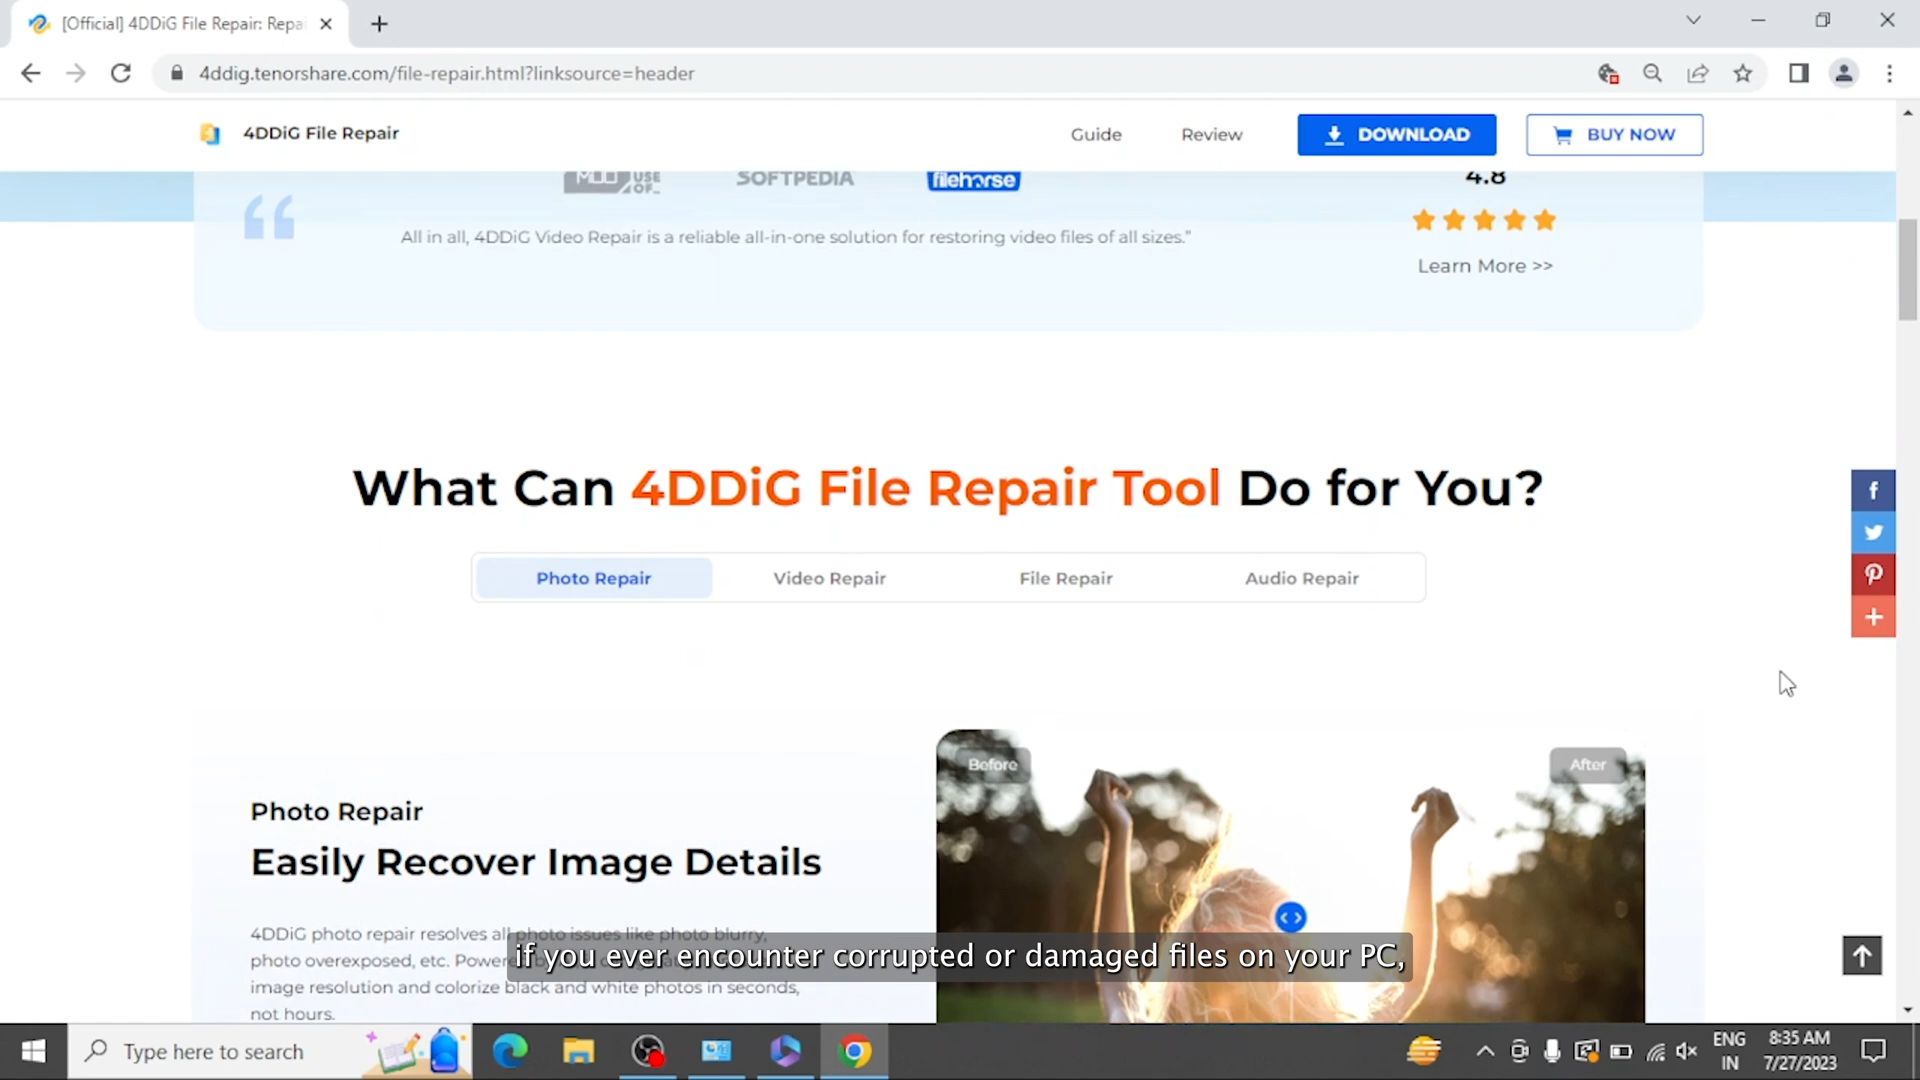 [Official] 4DDiG File Repair: Repai
4ddig.tenorshare.com/file-repair.html?linksource=header
4DDiG File Repair
Guide
Review
DOWNLOAD
BUY NOW
USE
OF...
SOFTPEDIA
filehorse
4.8
All in all, 4DDiG Video Repair is a reliable all-in-one solution for restoring video files of all sizes."
Learn More >>
What Can 4DDiG File Repair Tool Do for You?
Photo Repair
Video Repair
File Repair
Audio Repair
Photo Repair
Easily Recover Image Details
Before
After
4DDiG photo repair resolves all photo issues like photo blurry,
photo overexposed, etc.
image resolution and colorize black and white photos in seconds,
not hours.
if you ever encounter corrupted or damaged files on your PC,
Type here to search
ENG
IN
8:35 AM
7/27/2023